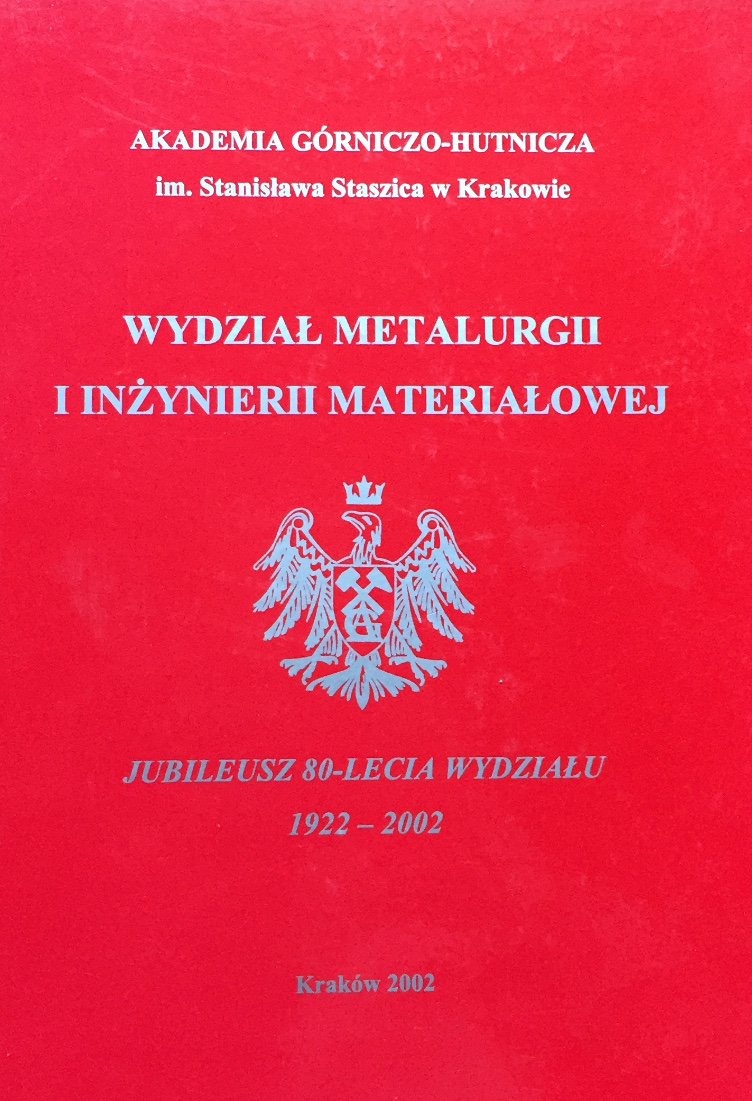 AKADEMIA GÓRNICZO-HUTNICZA
im. Stanisława Staszica w Krakowie
WYDZIAŁ METALURGII
I INŻYNIERII MATERIAŁOWEJ
AG
JUBILEUSZ 80-LECIA WYDZIAŁU
1922 – 2002
Kraków 2002